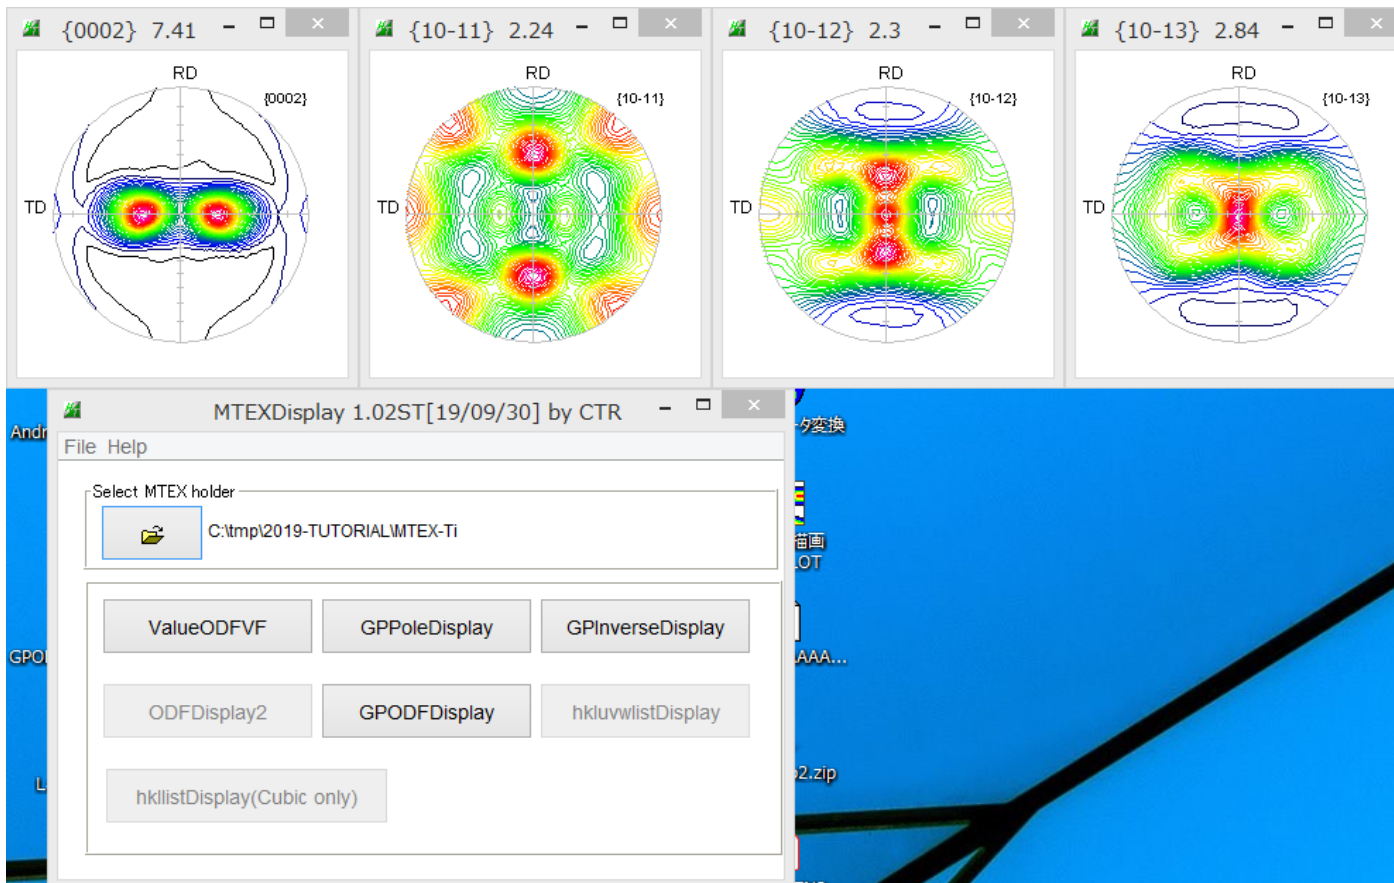 {0002} 7.41
{10-11} 2.24
{10-12} 2.3
{10-13} 2.84
RD
{0002}
TD
RD
{10-11}
TD
RD
{10-12}
TD
RD
{10-13}
TD
MTEXDisplay 1.02ST[19/09/30] by CTR
File Help
Select MTEX holder
C:\tmp\2019-TUTORIAL\MTEX-Ti
ValueODFVF
GPPoleDisplay
GPInverseDisplay
ODFDisplay2
GPODFDisplay
hkluvwlistDisplay
hkllistDisplay(Cubic only)
Andr
GPO
L
タ変換
描画
LOT
AAA...
2.zip